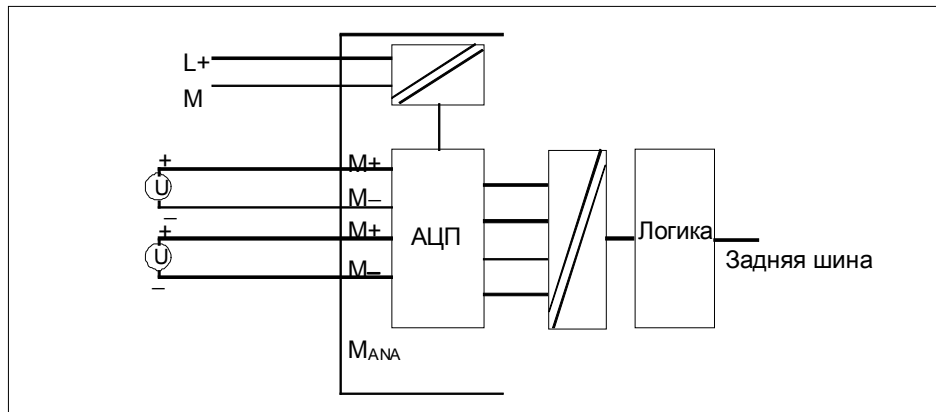 L+
M
+
M+
U
M–
–
+
M+
U
M–
–
АЦП
Логика
Задняя шина
MANA